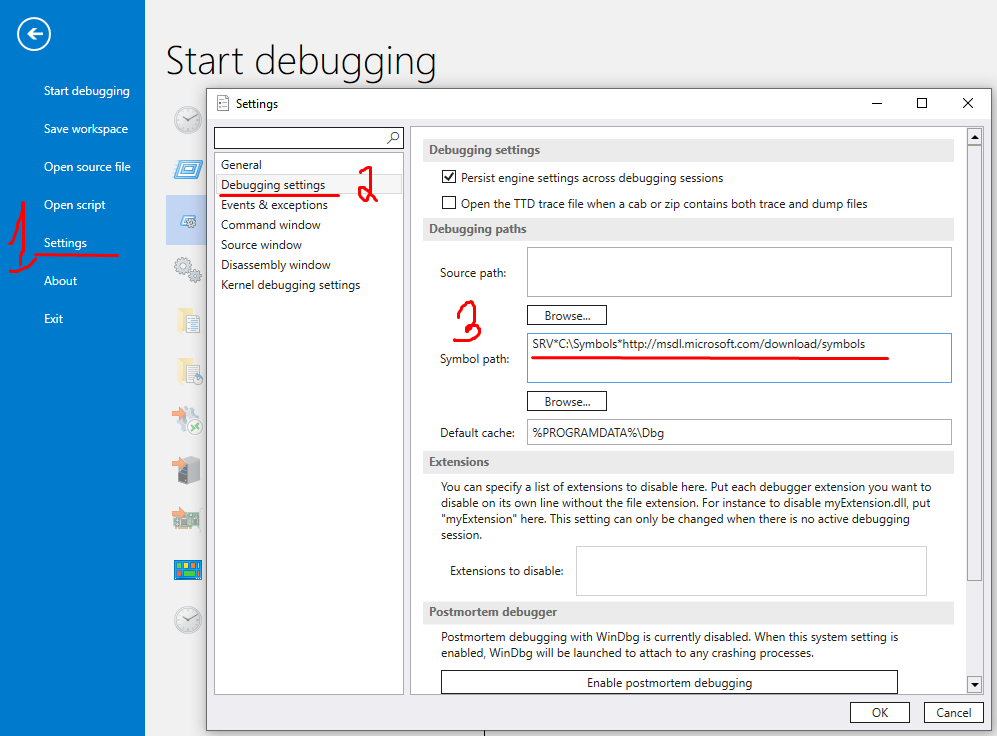 Start debugging
Save workspace
Open source file
Open script
1
Settings
About
Exit
Start debugging
Settings
General
Debugging settings
2
Events & exceptions
Command window
Source window
Disassembly window
Kernel debugging settings
Debugging settings
Persist engine settings across debugging sessions
Open the TTD trace file when a cab or zip contains both trace and dump files
Debugging paths
Source path:
Browse...
3
Symbol path:
SRV*C:\Symbols*http://msdl.microsoft.com/download/symbols
Browse...
Default cache:
%PROGRAMDATA%\Dbg
Extensions
You can specify a list of extensions to disable here. Put each debugger extension you want to
disable on its own line without the file extension. For instance to disable myExtension.dll, put
"myExtension" here. This setting can only be changed when there is no active debugging
session.
Extensions to disable:
Postmortem debugger
Postmortem debugging with WinDbg is currently disabled. When this system setting is
enabled, WinDbg will be launched to attach to any crashing processes.
Enable postmortem debugging
OK
Cancel